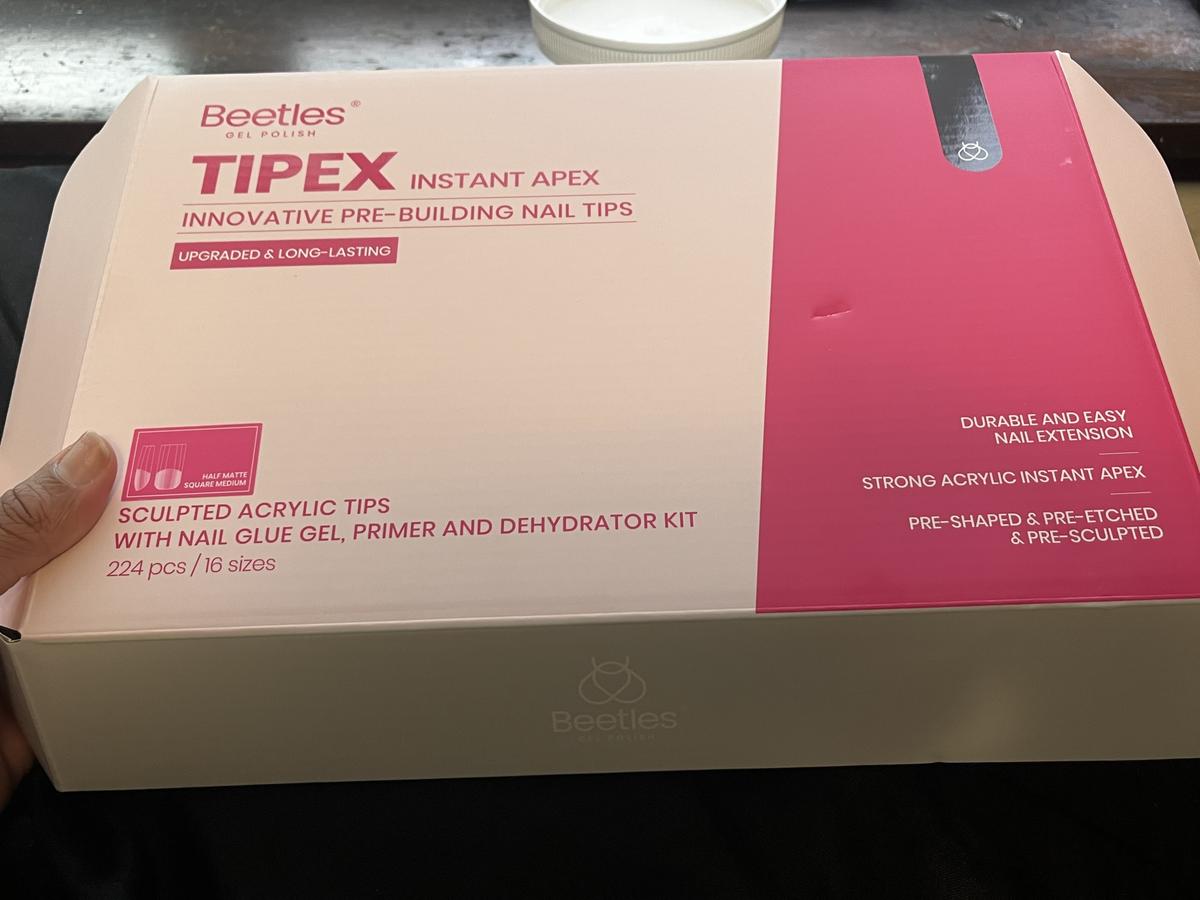 Beetles®
GEL POLISH
TIPEX INSTANT APEX
INNOVATIVE PRE-BUILDING NAIL TIPS
UPGRADED & LONG-LASTING
HALF MATTE
SQUARE MEDIUM
SCULPTED ACRYLIC TIPS
WITH NAIL GLUE GEL, PRIMER AND DEHYDRATOR KIT
224 pcs / 16 sizes
DURABLE AND EASY
NAIL EXTENSION
STRONG ACRYLIC INSTANT APEX
PRE-SHAPED & PRE-ETCHED
& PRE-SCULPTED
Beetles
GEL POLISH